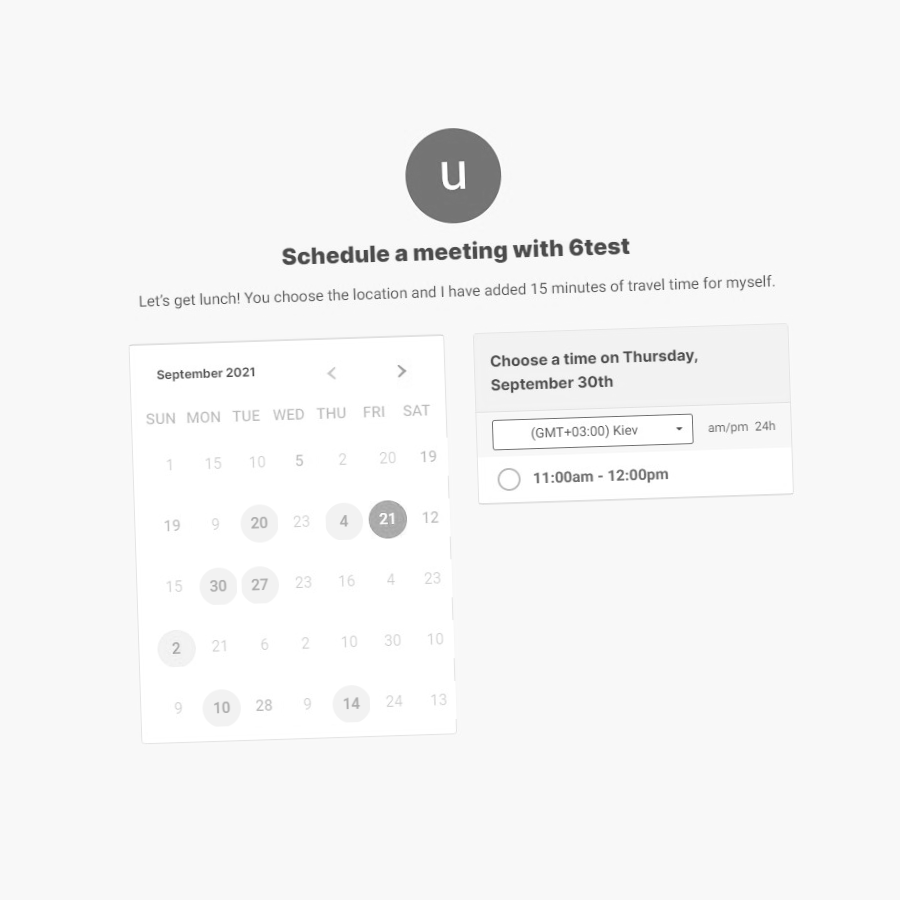 u
Schedule a meeting with 6test
Let's get lunch! You choose the location and I have added 15 minutes of travel time for myself.
September 2021
SUN MON TUE WED THU FRI SAT
1 15 10 5 2 20 19
19 9 20 23 4 21 12
15 30 27 23 16 4 23
2 21 6 2 10 30 10
9 10 28 9 14 24 13
Choose a time on Thursday,
September 30th
(GMT+03:00) Kiev am/pm 24h
11:00am - 12:00pm